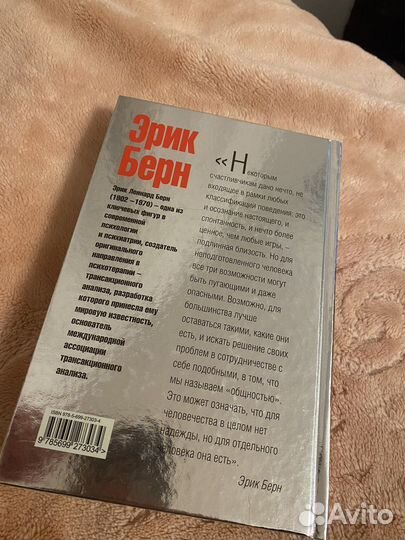 Эрик
Берн
Эрик Леннард Берн
(1902 –1970) – одна из
ключевых фигур в
современной
психологии
и психиатрии, создатель
оригинального
направления в
психотерапии –
трансакционного
анализа, разработка
которого принесла ему
мировую известность,
основатель
международной
ассоциации
трансакционного
анализа.
«Некоторым
счастливчикам дано нечто, не
входящее в рамки любых
классификаций поведения, это
и осознание настоящего, и
спонтанность, и нечто более
ценное, чем любые игры, –
подлинная близость. Но для
неподготовленного человека
все три возможности могут
быть пугающими и даже
опасными. Возможно, для
большинства лучше
оставаться такими, какие они
есть, и искать решение своих
проблем в сотрудничестве с
себе подобными, в том, что
мы называем «общностью».
Это может означать, что для
человечества в целом нет
надежды, но для отдельного
человека она есть».
Эрик Берн
ISBN 978-5-699-27303-4
9 785699 273034 >
Avito